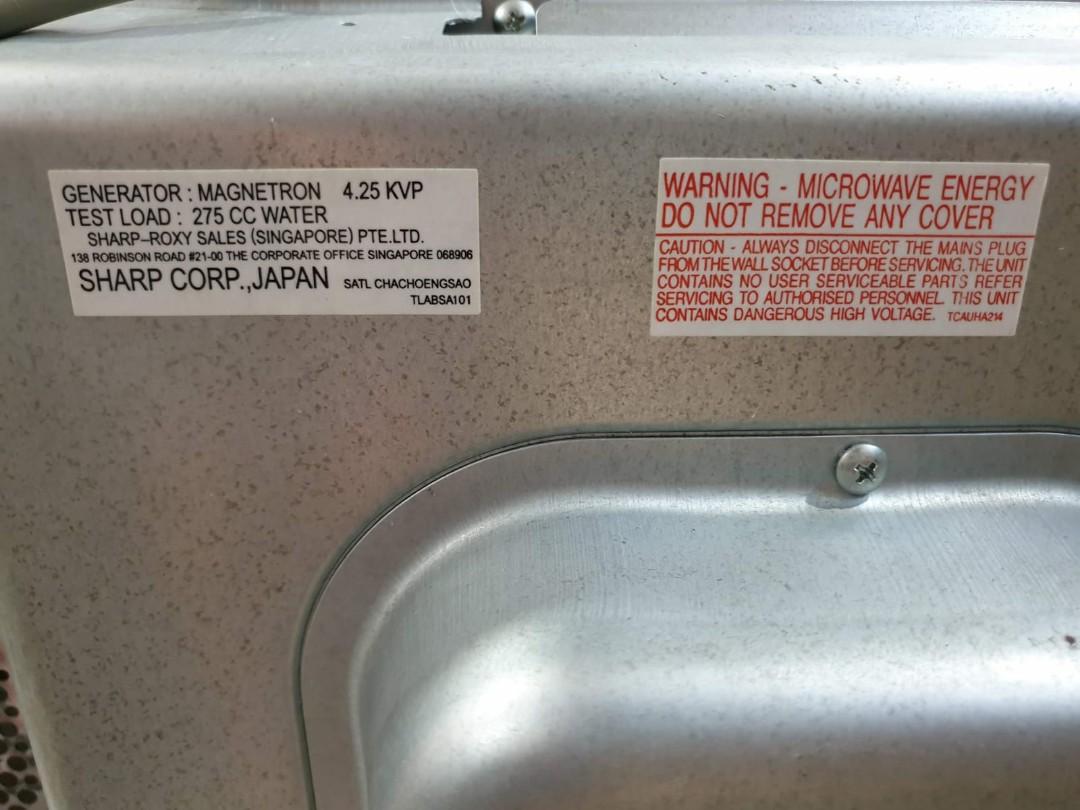 GENERATOR : MAGNETRON 4.25 KVP
TEST LOAD : 275 CC WATER
SHARP-ROXY SALES (SINGAPORE) PTE.LTD.
138 ROBINSON ROAD #21-00 THE CORPORATE OFFICE SINGAPORE 068906
SHARP CORP.,JAPAN SATL CHACHOENGSAO
TLABSA101
WARNING - MICROWAVE ENERGY
DO NOT REMOVE ANY COVER
CAUTION - ALWAYS DISCONNECT THE MAINS PLUG
FROM THE WALL SOCKET BEFORE SERVICING. THE UNIT
CONTAINS NO USER SERVICEABLE PARTS REFER
SERVICING TO AUTHORISED PERSONNEL. THIS UNIT
CONTAINS DANGEROUS HIGH VOLTAGE. TCAUHA214